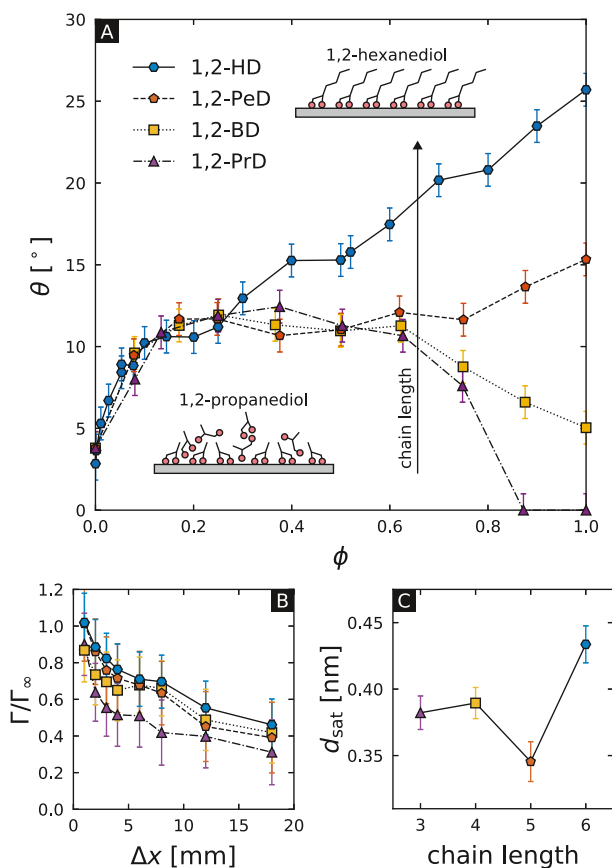 A
30
25
20
15
10
5
0
θ [°]
1,2-HD
1,2-PeD
1,2-BD
1,2-PrD
1,2-hexanediol
1,2-propanediol
chain length
0.0 0.2 0.4 0.6 0.8 1.0
ϕ
B
1.2
1.0
0.8
0.6
0.4
0.2
0.0
Γ/Γ∞
0 5 10 15 20
Δx [mm]
C
0.45
0.40
0.35
dsat [nm]
3 4 5 6
chain length